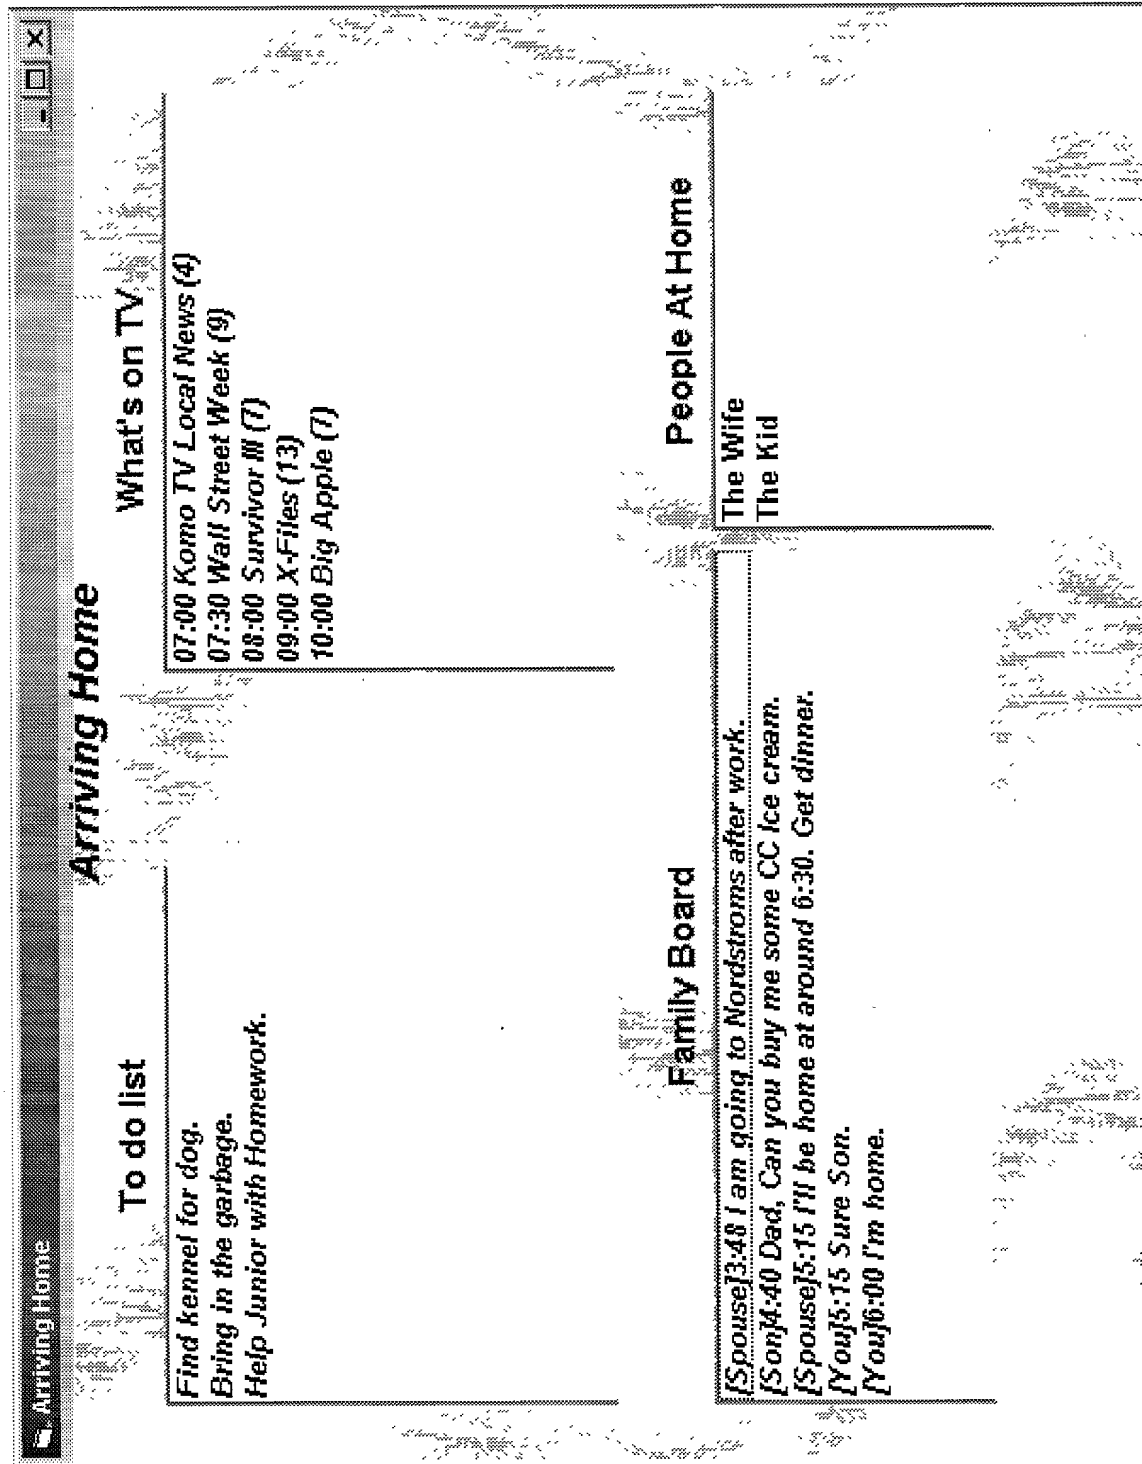 Arriving Home
Arriving Home
To do list
Find kennel for dog.
Bring in the garbage.
Help Junior with Homework.
What's on TV
07:00 Komo TV Local News (4)
07:30 Wall Street Week (9)
08:00 Survivor III (7)
09:00 X-Files (13)
10:00 Big Apple (7)
Family Board
[Spouse]3:48 I am going to Nordstroms after work.
[Son]4:40 Dad, Can you buy me some CC Ice cream.
[Spouse]5:15 I'll be home at around 6:30. Get dinner.
[You]5:15 Sure Son.
[You]6:00 I'm home.
People At Home
The Wife
The Kid